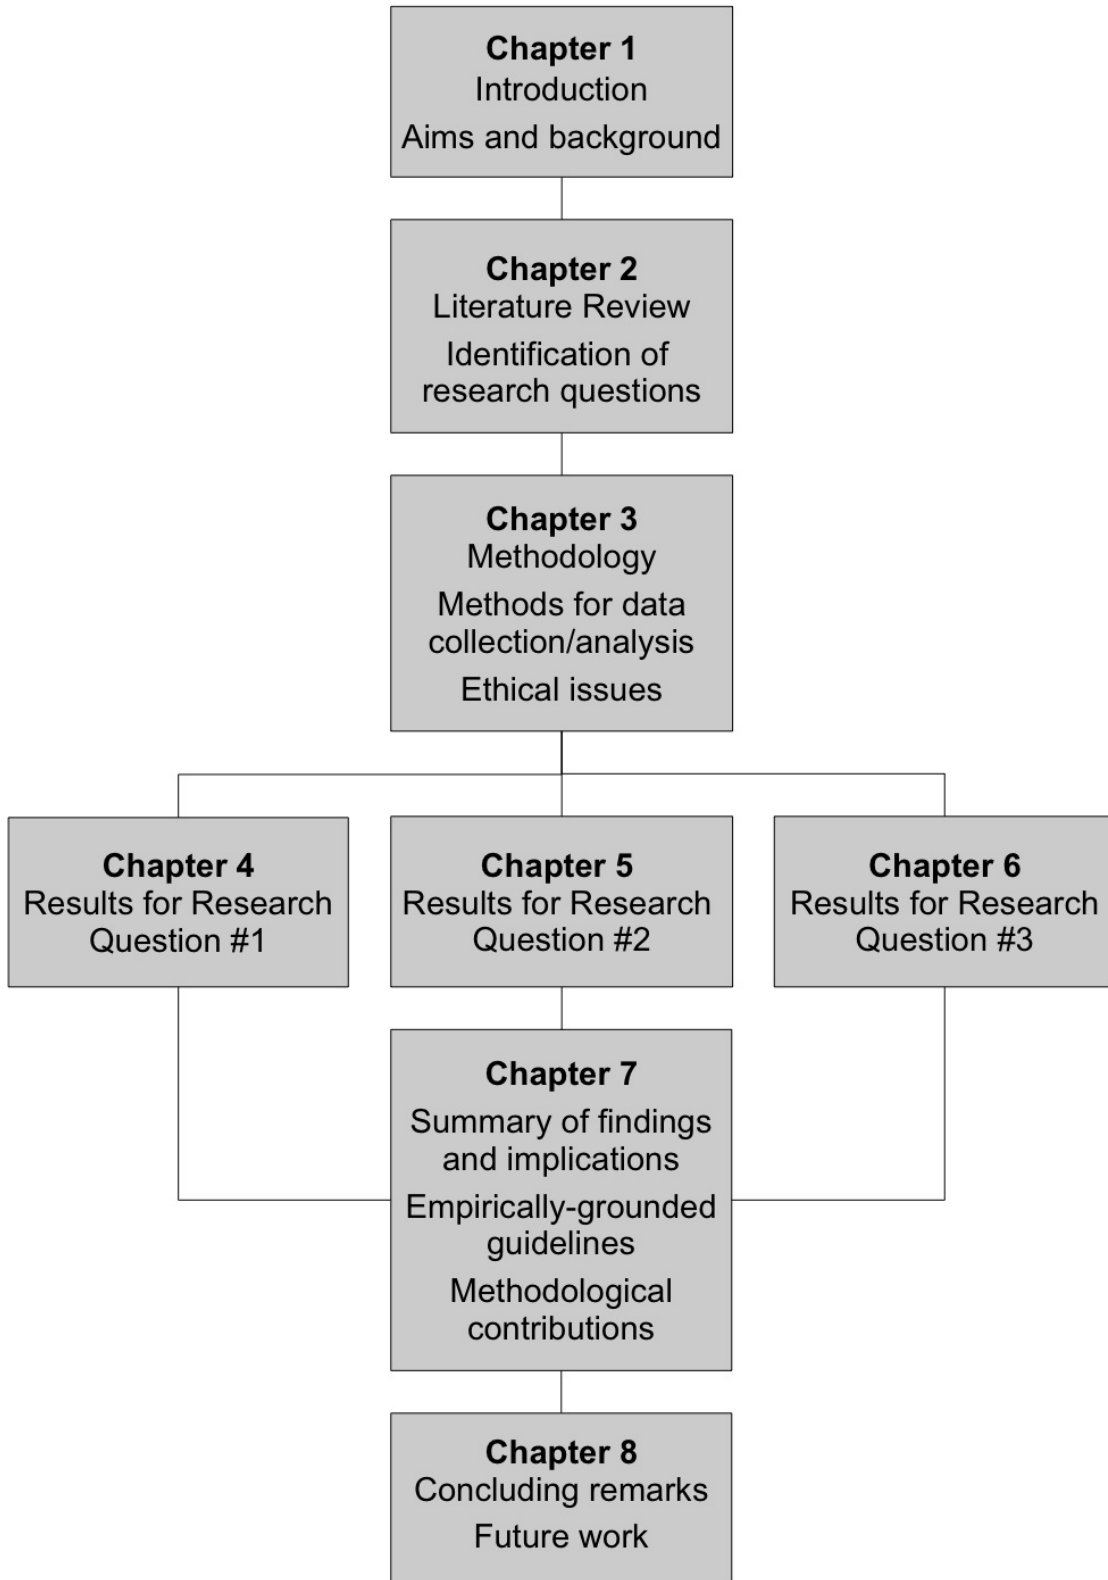 Chapter 1
Introduction
Aims and background
Chapter 2
Literature Review
Identification of
research questions
Chapter 3
Methodology
Methods for data
collection/analysis
Ethical issues
Chapter 4
Results for Research
Question #1
Chapter 5
Results for Research
Question #2
Chapter 6
Results for Research
Question #3
Chapter 7
Summary of findings
and implications
Empirically-grounded
guidelines
Methodological
contributions
Chapter 8
Concluding remarks
Future work